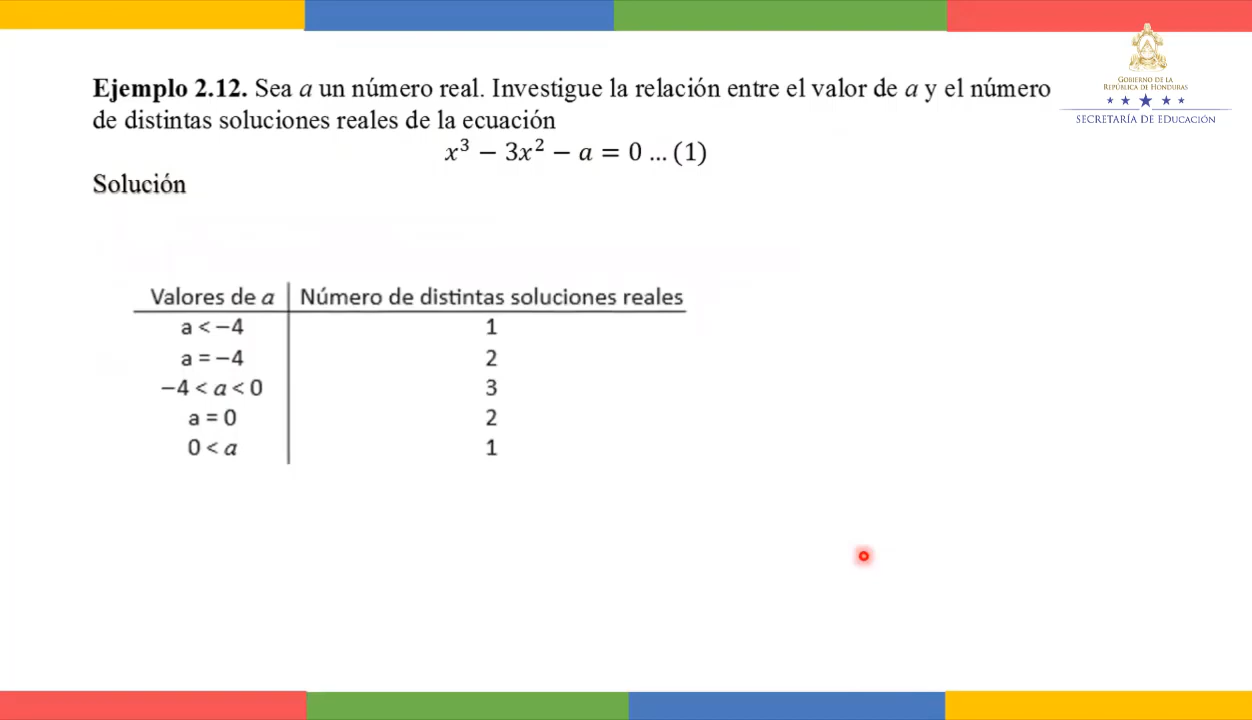 Ejemplo 2.12. Sea a un número real. Investigue la relación entre el valor de a y el número
de distintas soluciones reales de la ecuación
x³ − 3x² − a = 0 ... (1)
Solución
GOBIERNO DE LA
REPÚBLICA DE HONDURAS
SECRETARÍA DE EDUCACIÓN
Valores de a Número de distintas soluciones reales
a < −4 1
a = −4 2
−4 < a < 0 3
a = 0 2
0 < a 1